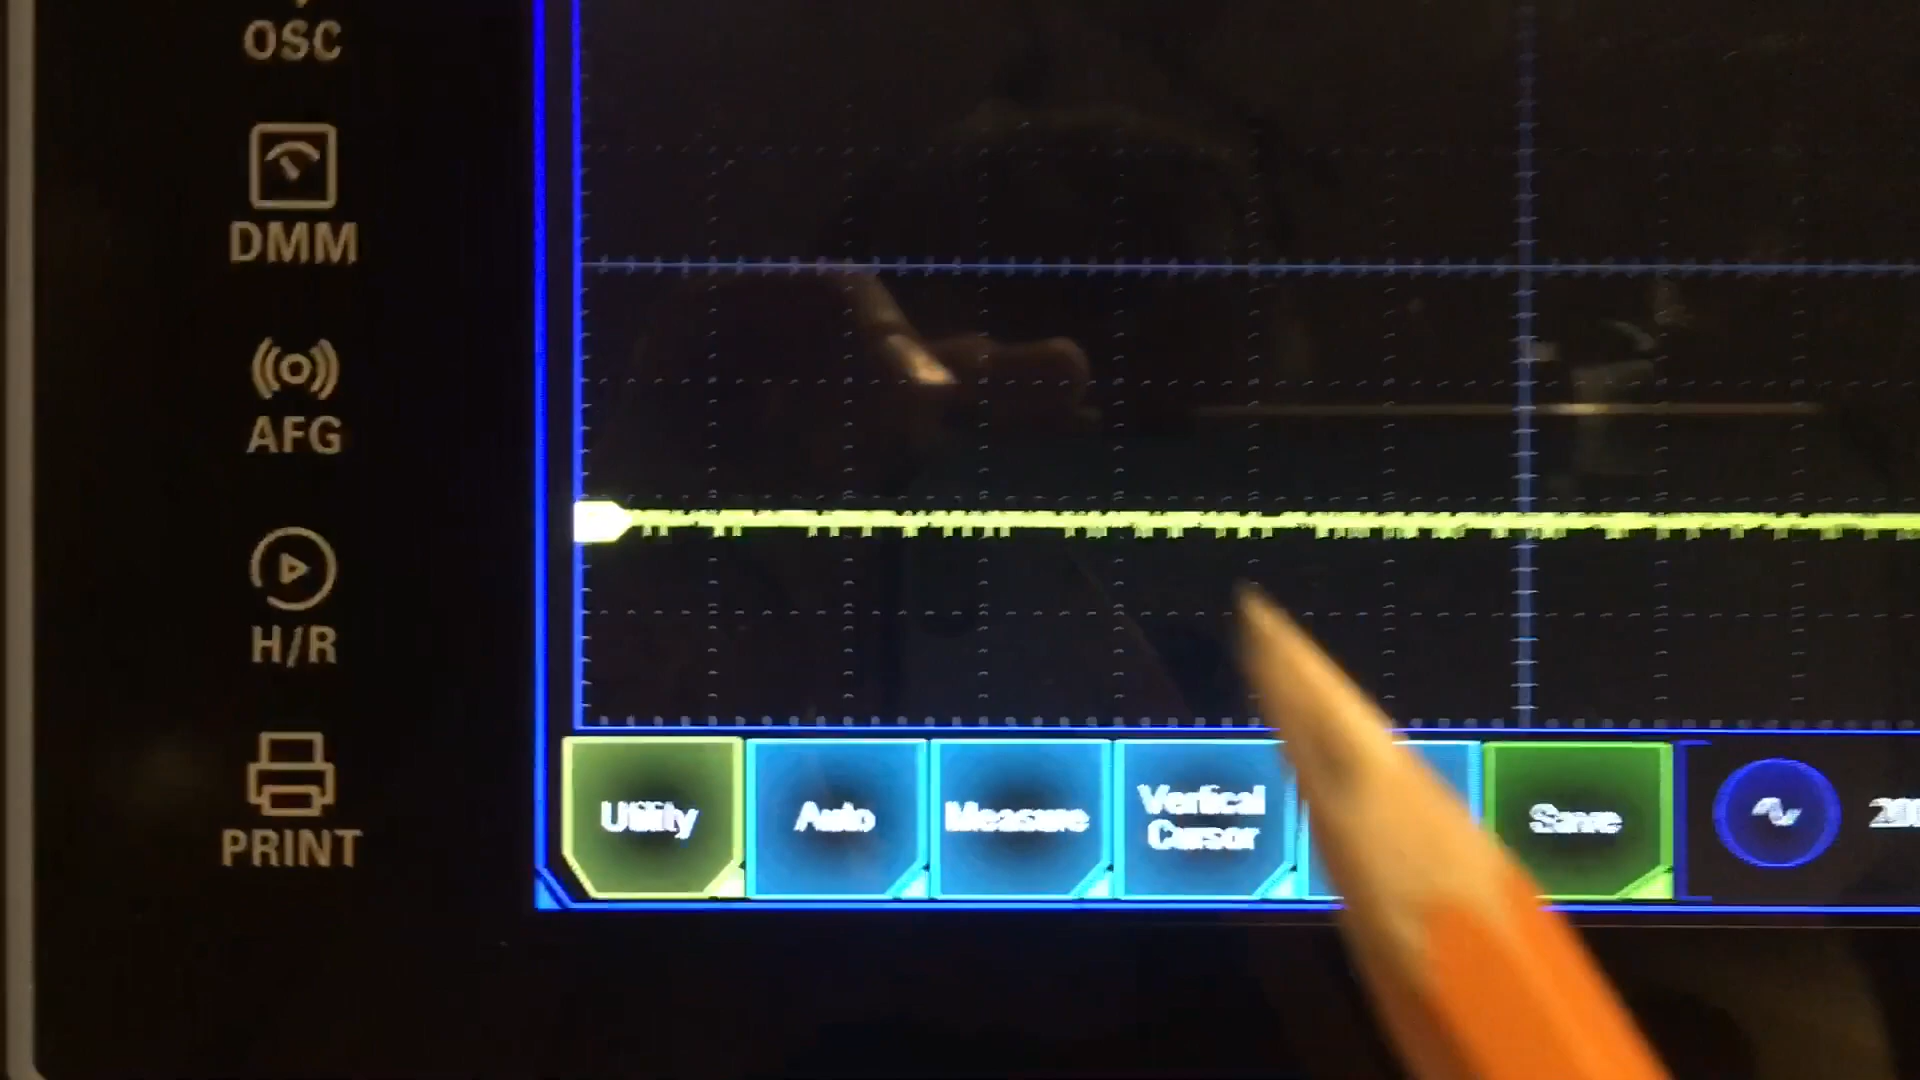 OSC
DMM
AFG
H/R
PRINT
Utility
Auto
Measure
Vertical
Cursor
Save